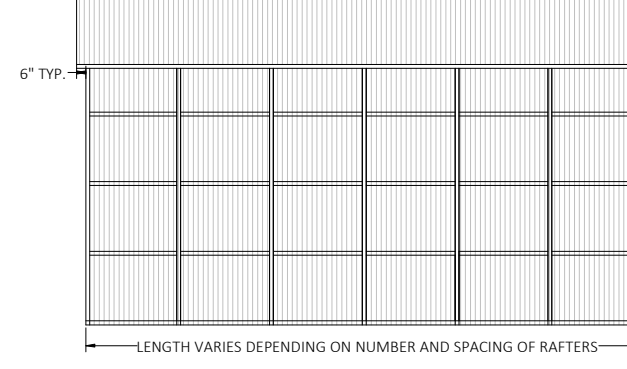 6" TYP.
LENGTH VARIES DEPENDING ON NUMBER AND SPACING OF RAFTERS